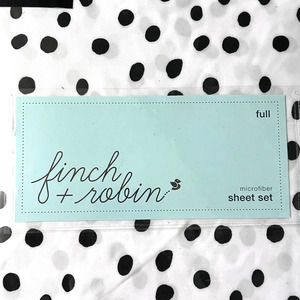 full
finch
+ robin
microfiber
sheet set